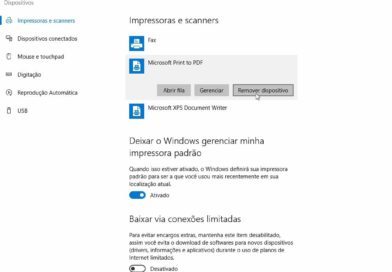 Dispositivos
Impressoras e scanners
Dispositivos conectados
Mouse e touchpad
Digitação
Reprodução Automática
USB
Impressoras e scanners
Fax
Microsoft Print to PDF
Abrir fila
Gerenciar
Remover dispositivo
Microsoft XPS Document Writer
Deixar o Windows gerenciar minha
impressora padrão
Quando isso estiver ativado, o Windows definirá sua impressora
padrão para ser a que você usou mais recentemente em sua
localização atual.
Ativado
Baixar via conexões limitadas
Para evitar encargos extras, mantenha este item desabilitado,
assim você evita o download de softwares para novos dispositivos
(drivers, informações e aplicativos) durante o uso de planos de
Internet limitados.
Desativado